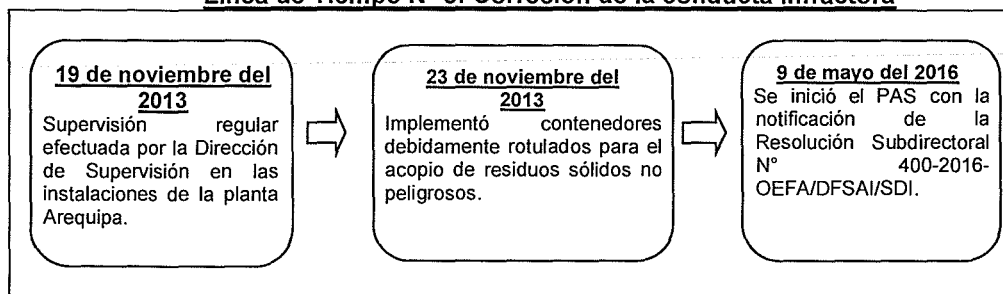 19 de noviembre del
2013
Supervisión regular
efectuada por la Dirección
de Supervisión en las
instalaciones de la planta
Arequipa.
23 de noviembre del
2013
Implementó contenedores
debidamente rotulados para el
acopio de residuos sólidos no
peligrosos.
9 de mayo del 2016
Se inició el PAS con la
notificación de la
Resolución Subdirectoral
N° 400-2016-
OEFA/DFSAI/SDI.